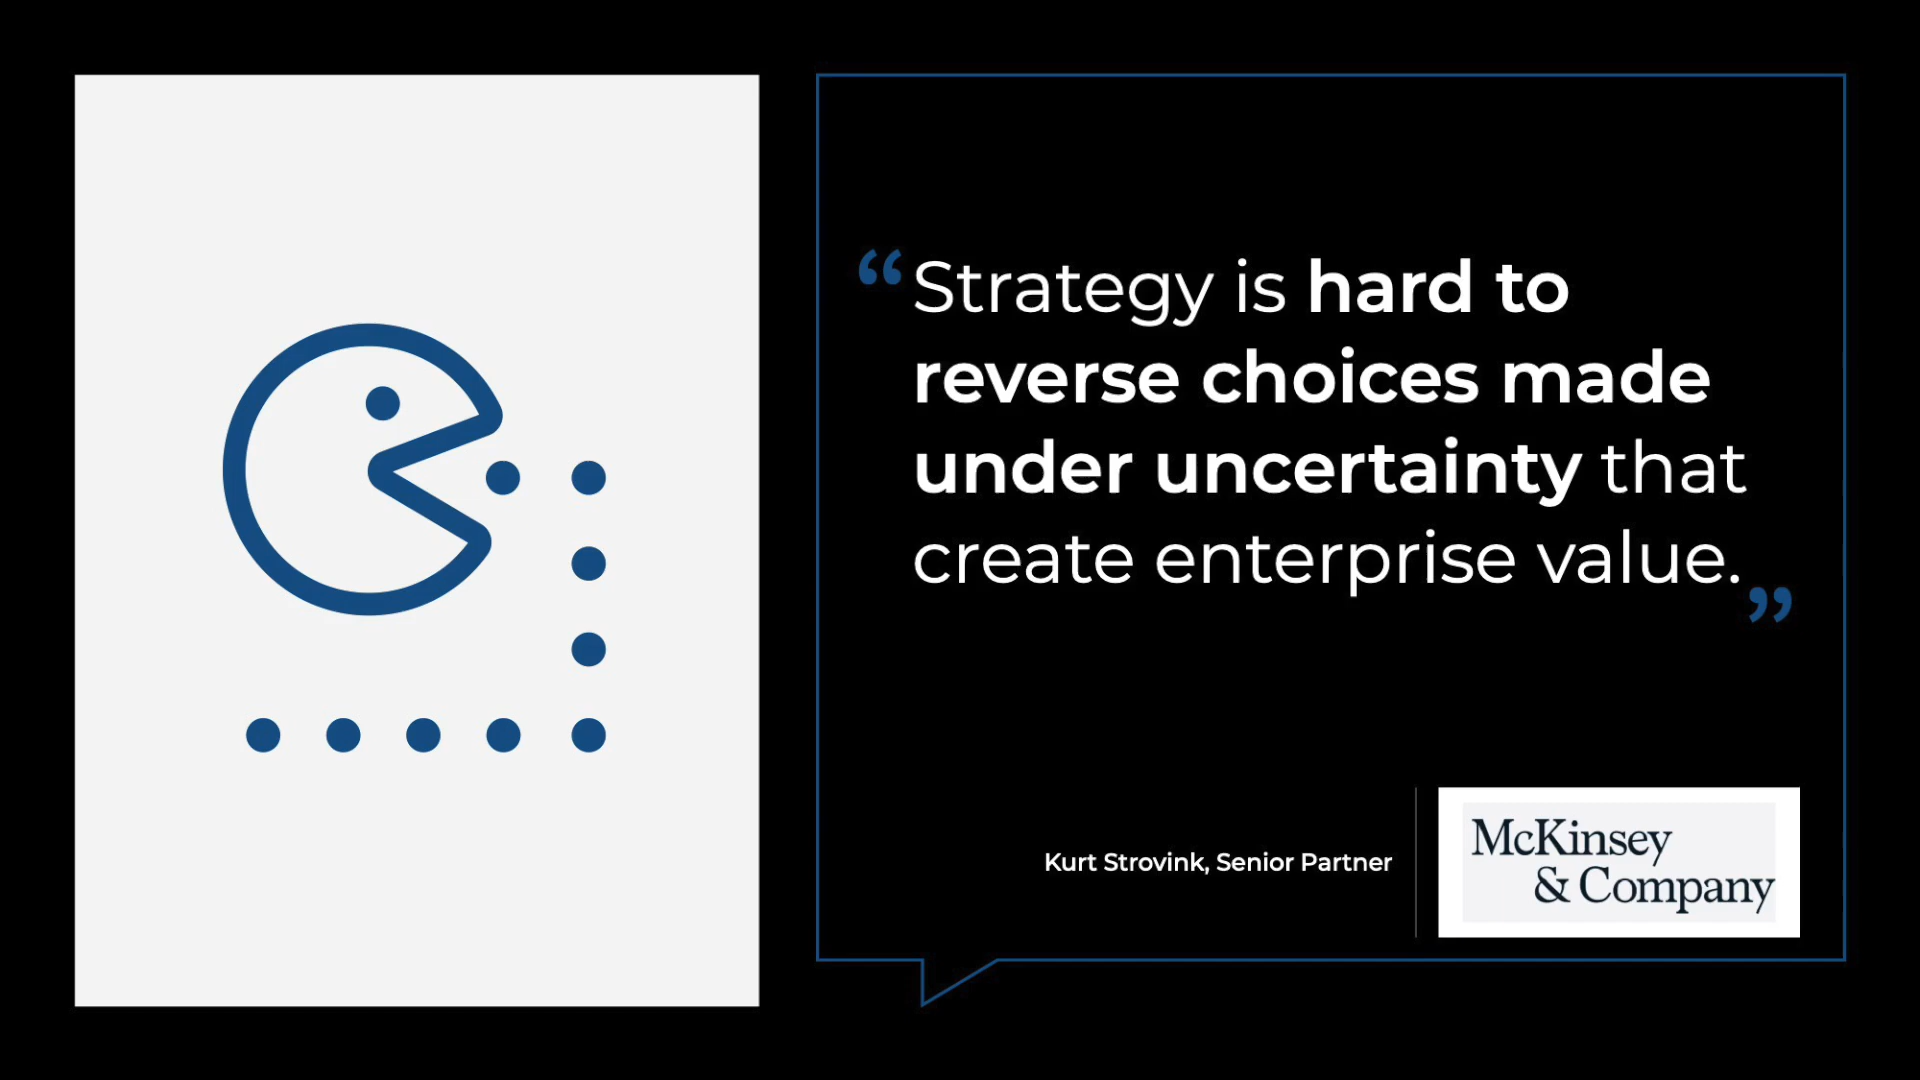 “Strategy is hard to
reverse choices made
under uncertainty that
create enterprise value.”
Kurt Strovink, Senior Partner
McKinsey
& Company